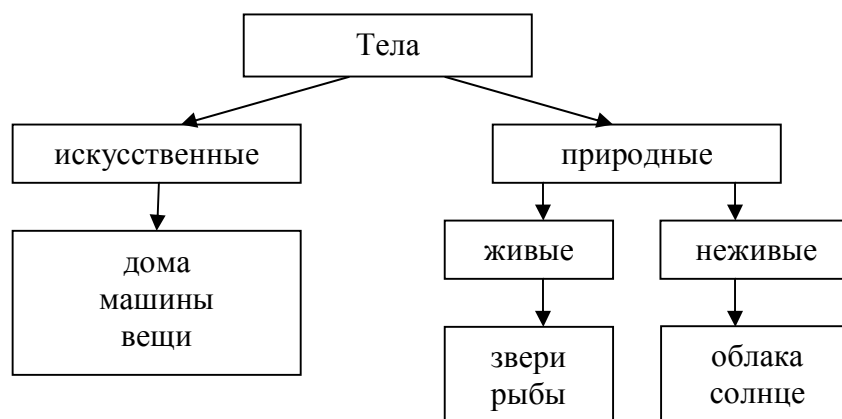 Тела
искусственные
природные
живые
неживые
дома
машины
вещи
звери
рыбы
облака
солнце